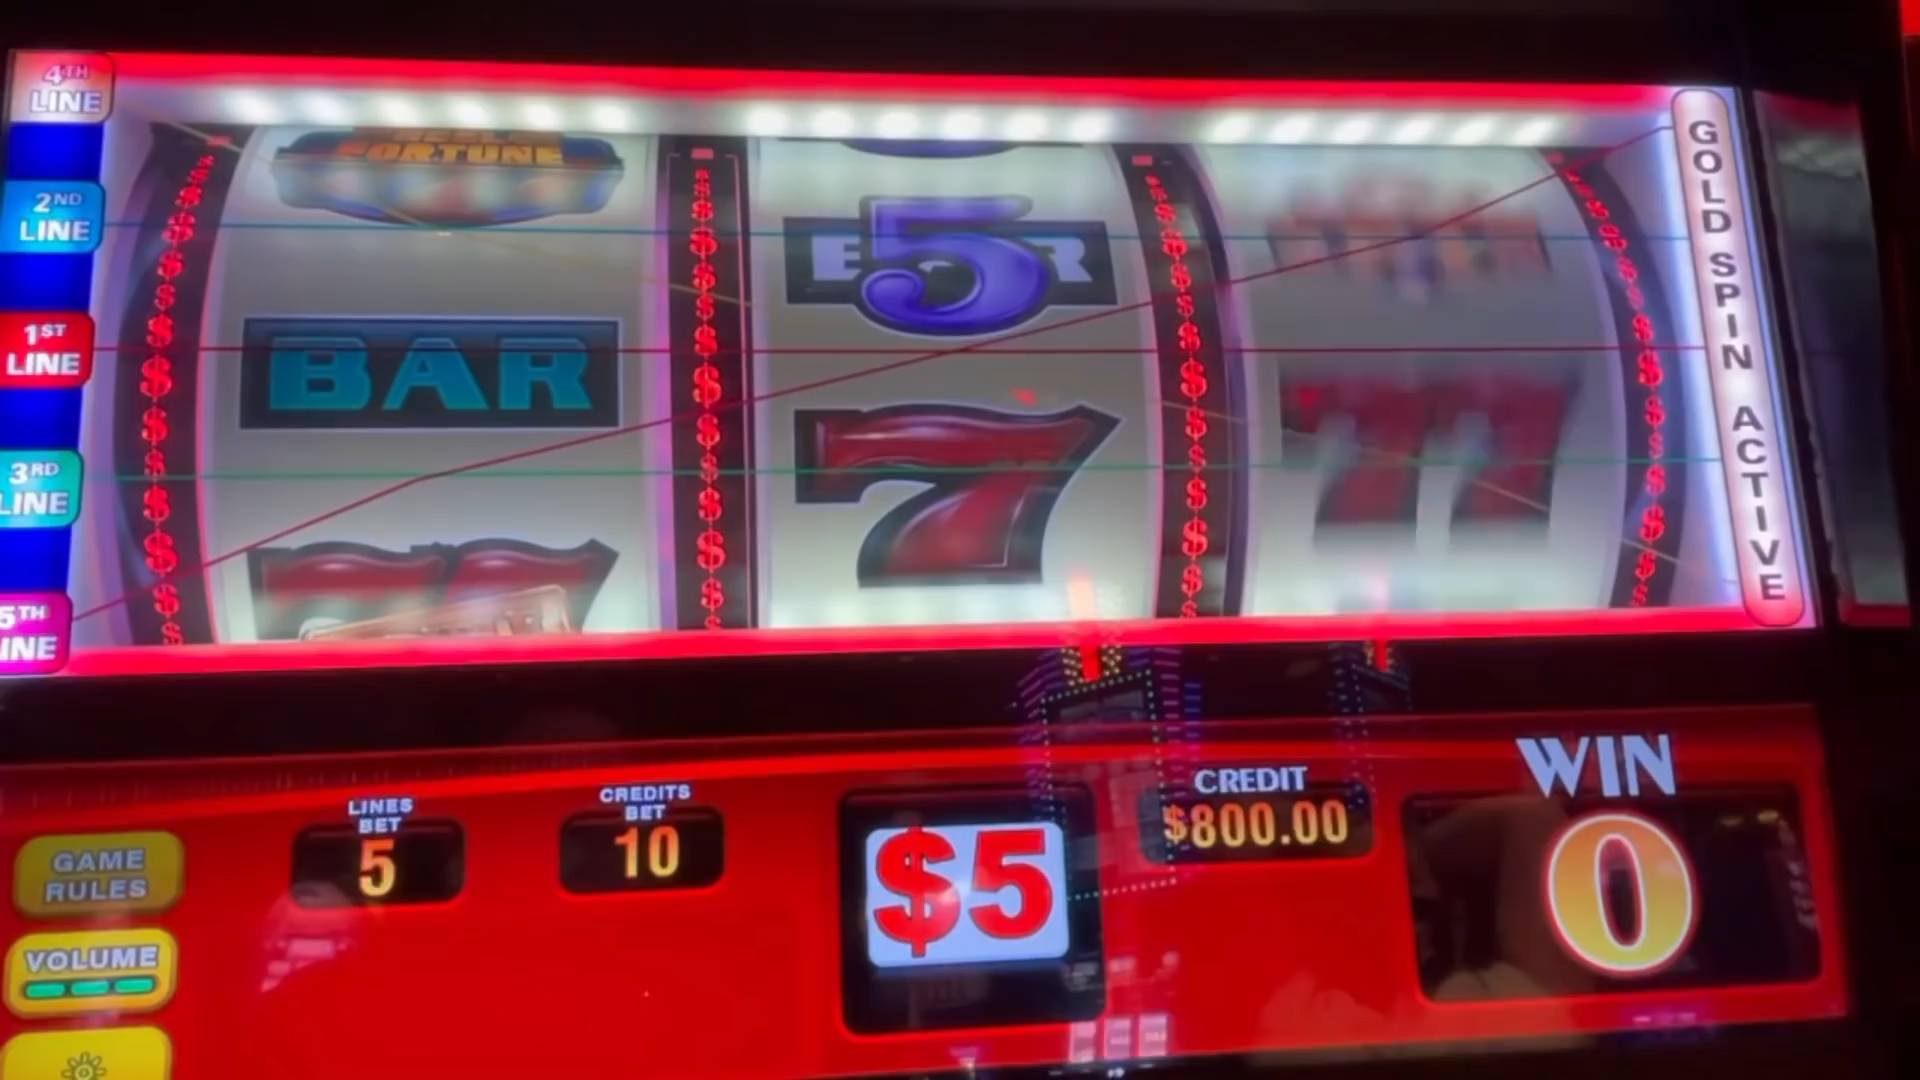 4TH
LINE
2ND
LINE
1ST
LINE
3RD
LINE
5TH
INE
FORTUNE
BAR
5
7
77
GOLD SPIN ACTIVE
LINES
BET
5
CREDITS
BET
10
$5
CREDIT
$800.00
WIN
0
GAME
RULES
VOLUME